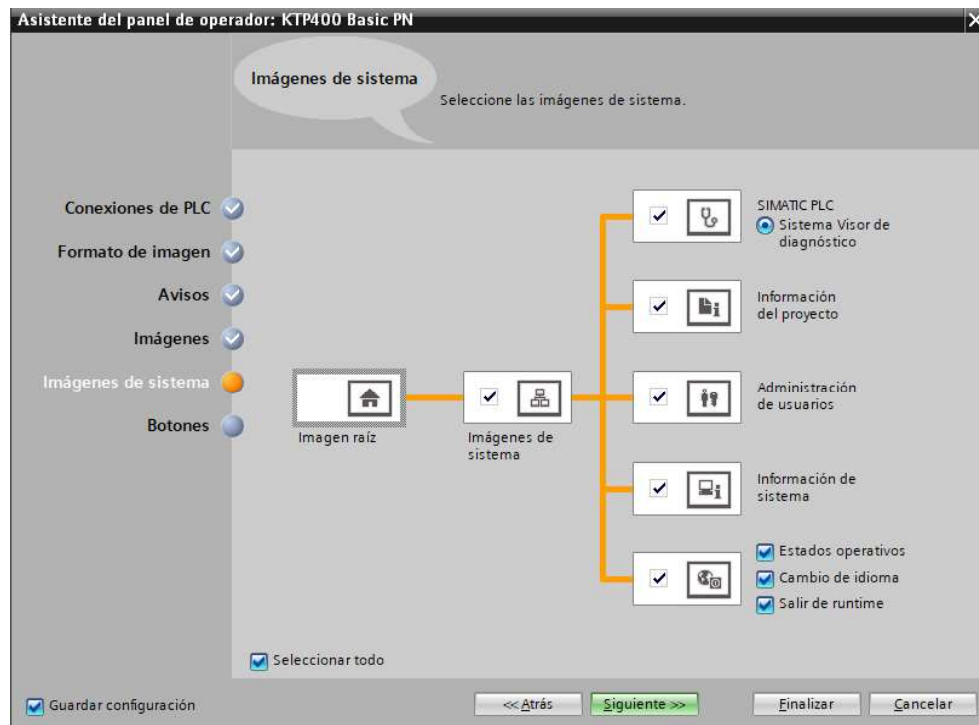 Asistente del panel de operador: KTP400 Basic PN
Imágenes de sistema
Seleccione las imágenes de sistema.
Conexiones de PLC
Formato de imagen
Avisos
Imágenes
Imágenes de sistema
Botones
Imagen raíz
Imágenes de
sistema
SIMATIC PLC
Sistema Visor de
diagnóstico
Información
del proyecto
Administración
de usuarios
Información de
sistema
Estados operativos
Cambio de idioma
Salir de runtime
Seleccionar todo
Guardar configuración
<< Atrás
Siguiente >>
Finalizar
Cancelar